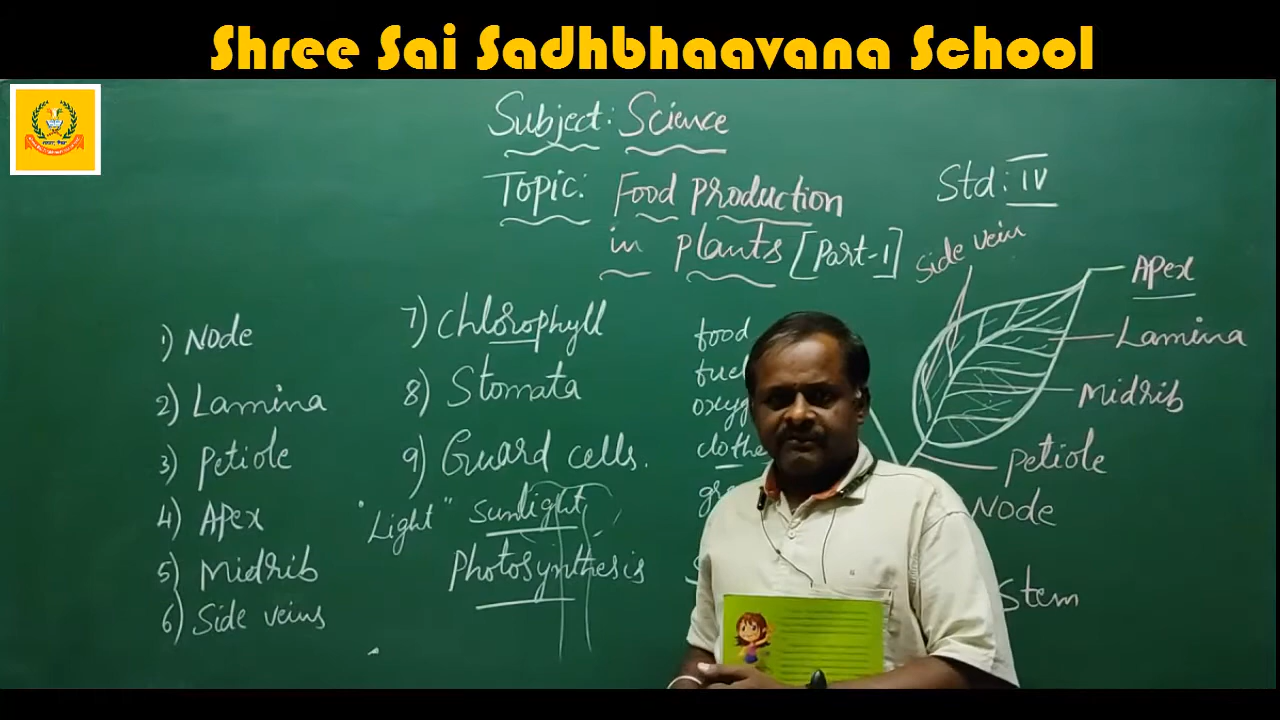 Shree Sai Sadhbhaavana School
Subject: Science
Topic: Food Production
in Plants [Part-1]
Std: IV
1) Node
2) Lamina
3) Petiole
4) Apex
5) Midrib
6) Side veins
7) Chlorophyll
8) Stomata
9) Guard cells.
"Light" Sunlight
Photosynthesis
food
Side vein
Apex
Lamina
Midrib
Petiole
Node
Stem